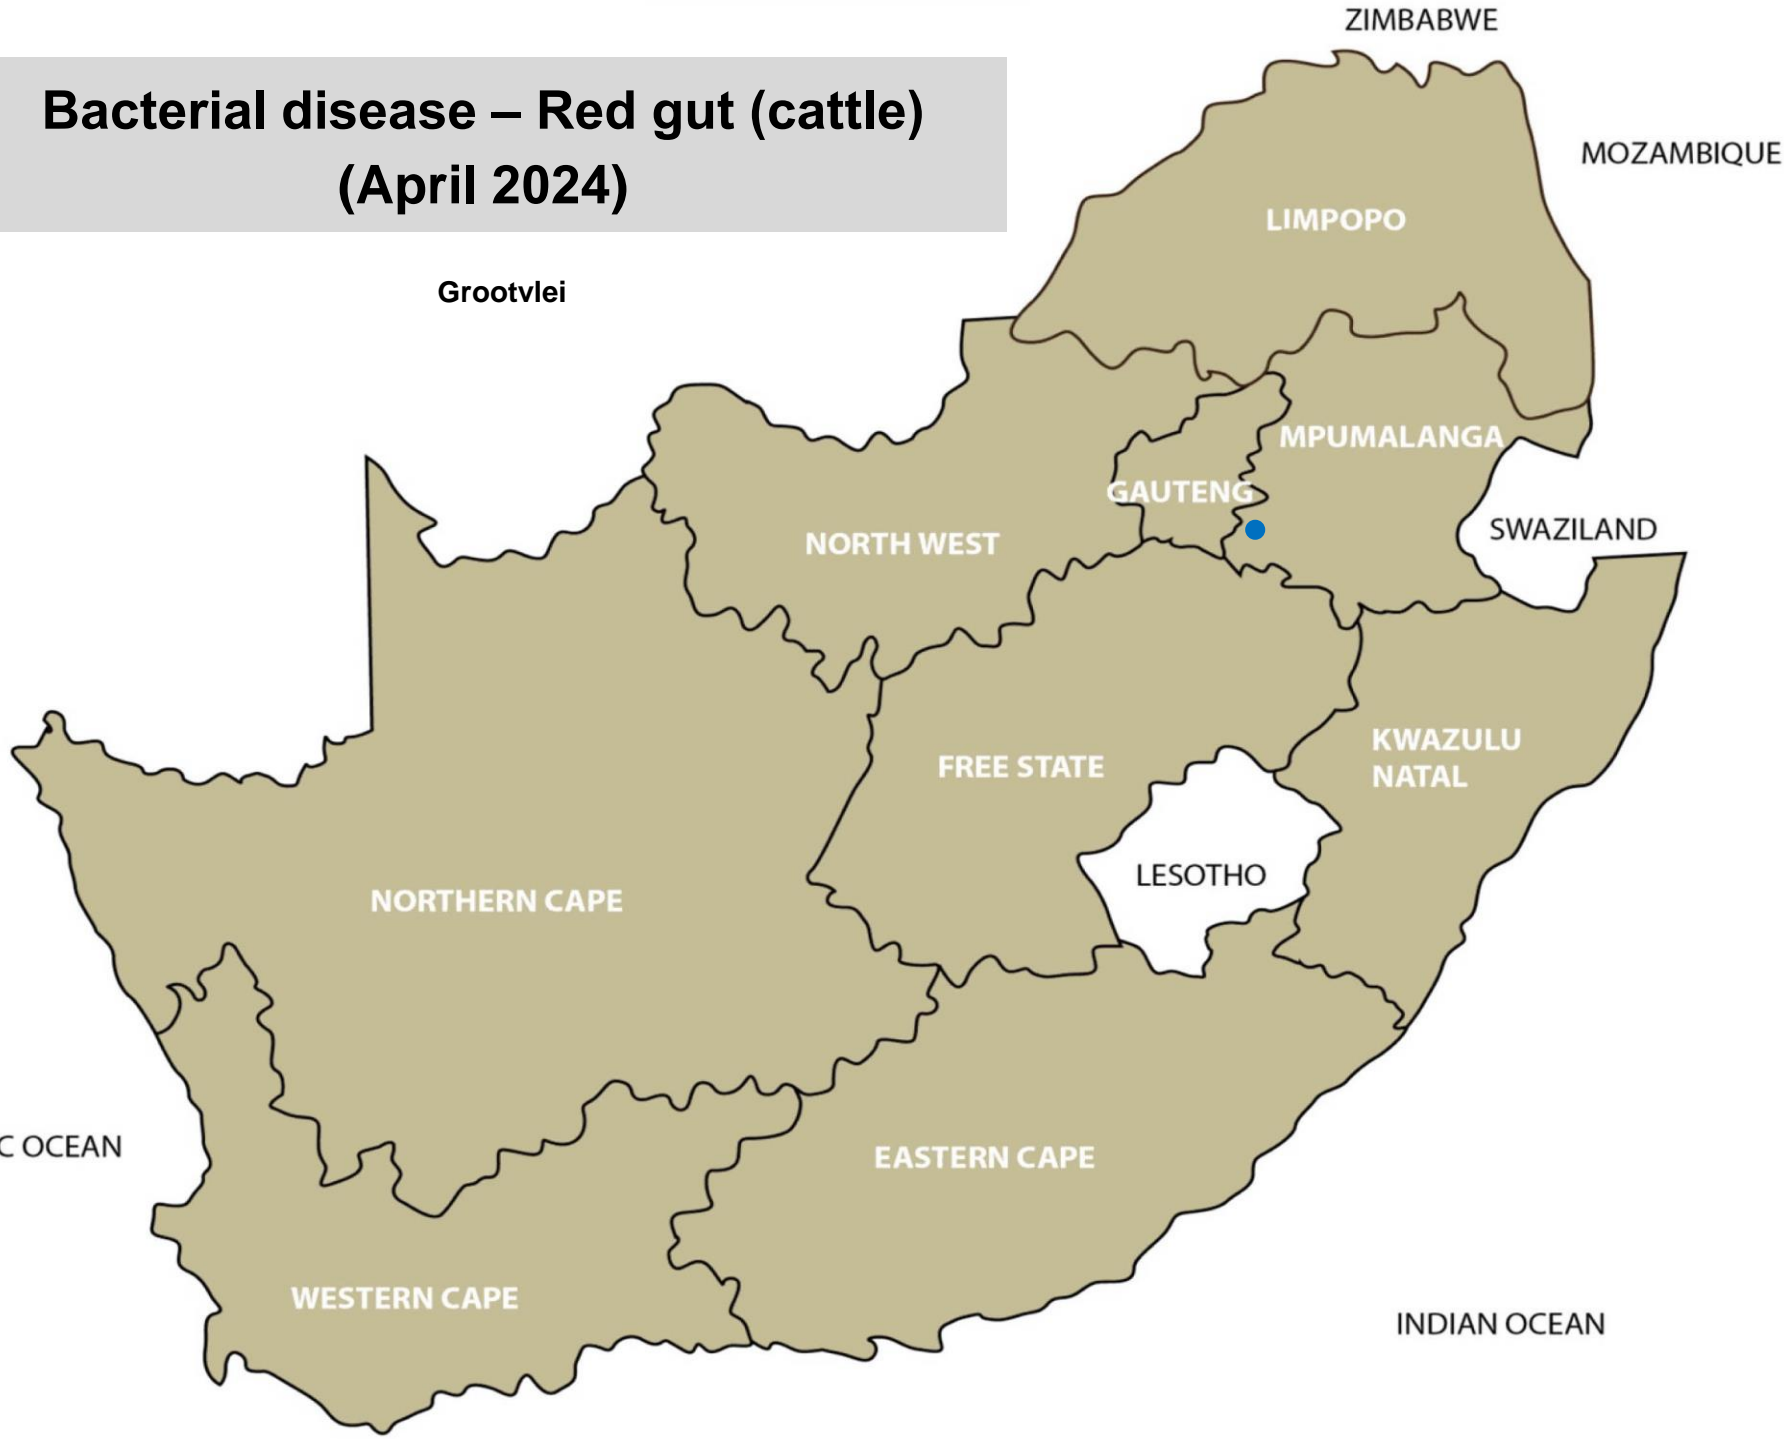 ZIMBABWE
Bacterial disease – Red gut (cattle)
(April 2024)
MOZAMBIQUE
LIMPOPO
Grootvlei
MPUMALANGA
GAUTENG
NORTH WEST
SWAZILAND
KWAZULU
NATAL
FREE STATE
LESOTHO
NORTHERN CAPE
C OCEAN
EASTERN CAPE
WESTERN CAPE
INDIAN OCEAN